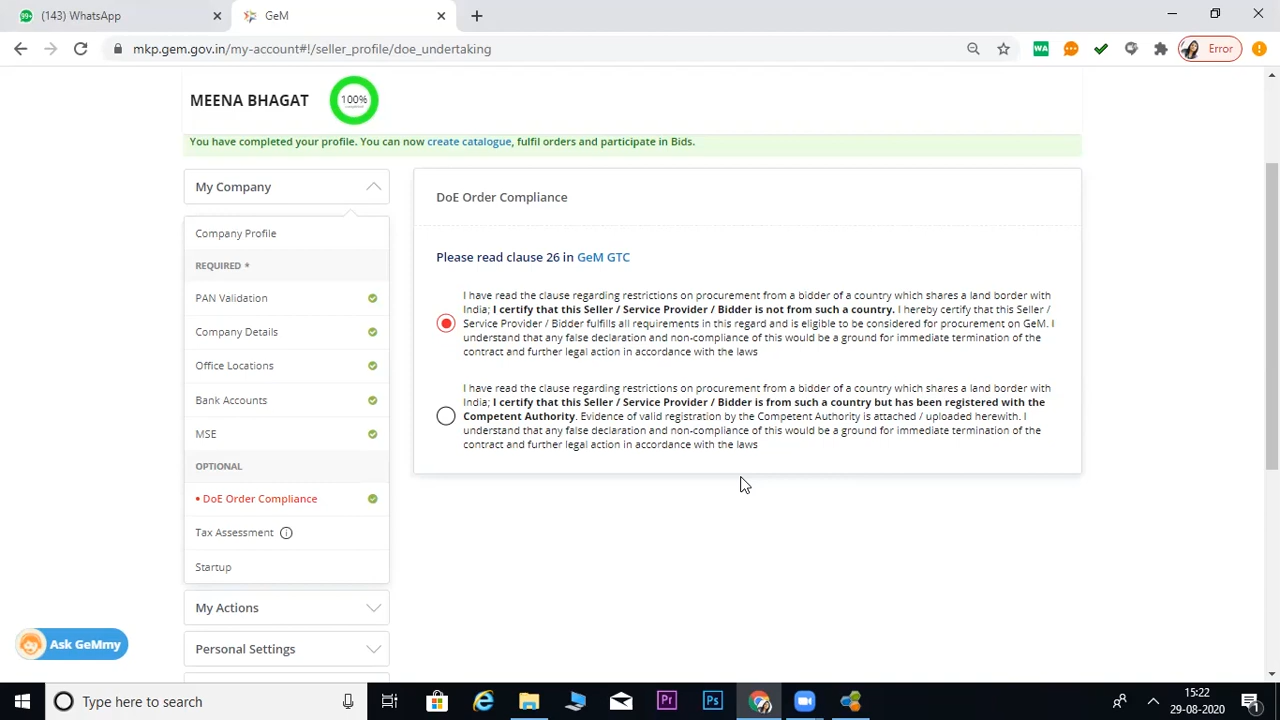 (143) WhatsApp
GeM
mkp.gem.gov.in/my-account#!/seller_profile/doe_undertaking
WA
Error
MEENA BHAGAT
100%
You have completed your profile. You can now create catalogue, fulfil orders and participate in Bids.
My Company
Company Profile
REQUIRED *
PAN Validation
Company Details
Office Locations
Bank Accounts
MSE
OPTIONAL
• DoE Order Compliance
Tax Assessment
Startup
My Actions
Personal Settings
DoE Order Compliance
Please read clause 26 in GeM GTC
I have read the clause regarding restrictions on procurement from a bidder of a country which shares a land border with
India; I certify that this Seller / Service Provider / Bidder is not from such a country. I hereby certify that this Seller /
Service Provider / Bidder fulfills all requirements in this regard and is eligible to be considered for procurement on GeM. I
understand that any false declaration and non-compliance of this would be a ground for immediate termination of the
contract and further legal action in accordance with the laws
I have read the clause regarding restrictions on procurement from a bidder of a country which shares a land border with
India; I certify that this Seller / Service Provider / Bidder is from such a country but has been registered with the
Competent Authority. Evidence of valid registration by the Competent Authority is attached / uploaded herewith. I
understand that any false declaration and non-compliance of this would be a ground for immediate termination of the
contract and further legal action in accordance with the laws
Ask GeMmy
Type here to search
Pr
Ps
15:22
29-08-2020
1